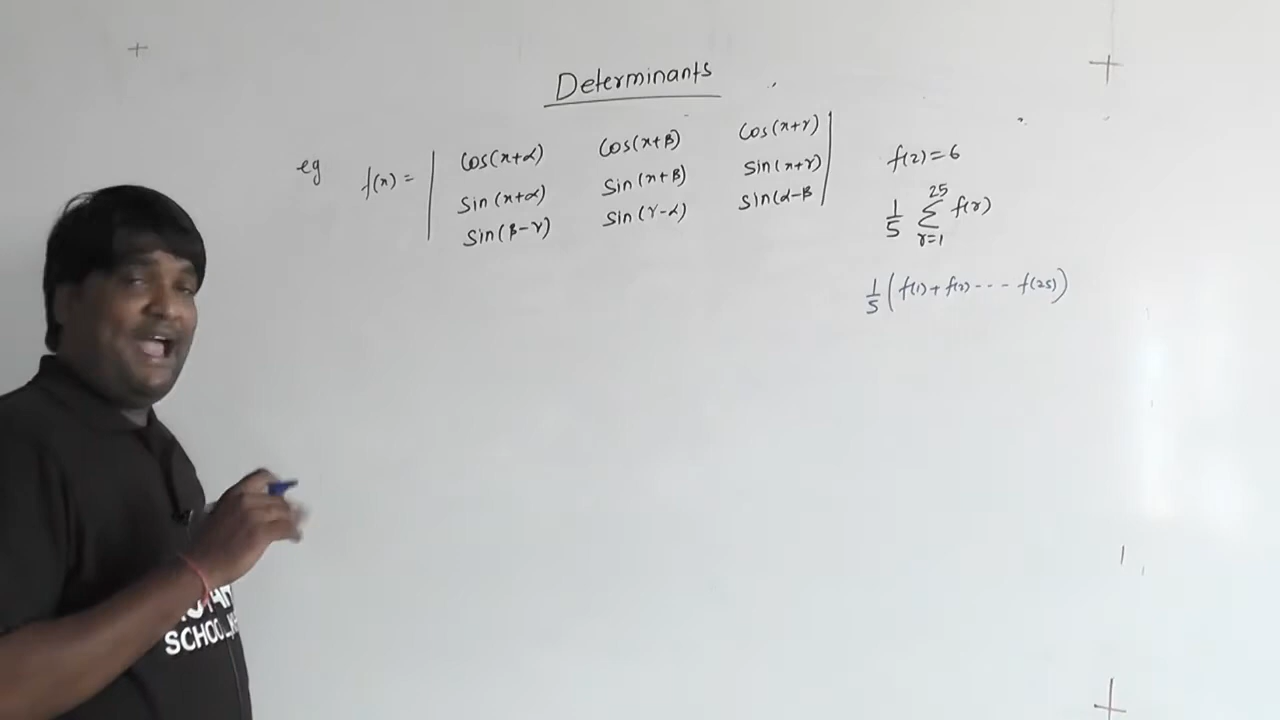 Determinants
eg f(x) = | cos(x+α) cos(x+β) cos(x+γ) |
sin(x+α) sin(x+β) sin(x+γ)
sin(β-γ) sin(γ-α) sin(α-β
f(2) = 6
1/5 25 Σ r=1 f(r)
1/5 ( f(1) + f(2) --- f(25) )
SCHOOL